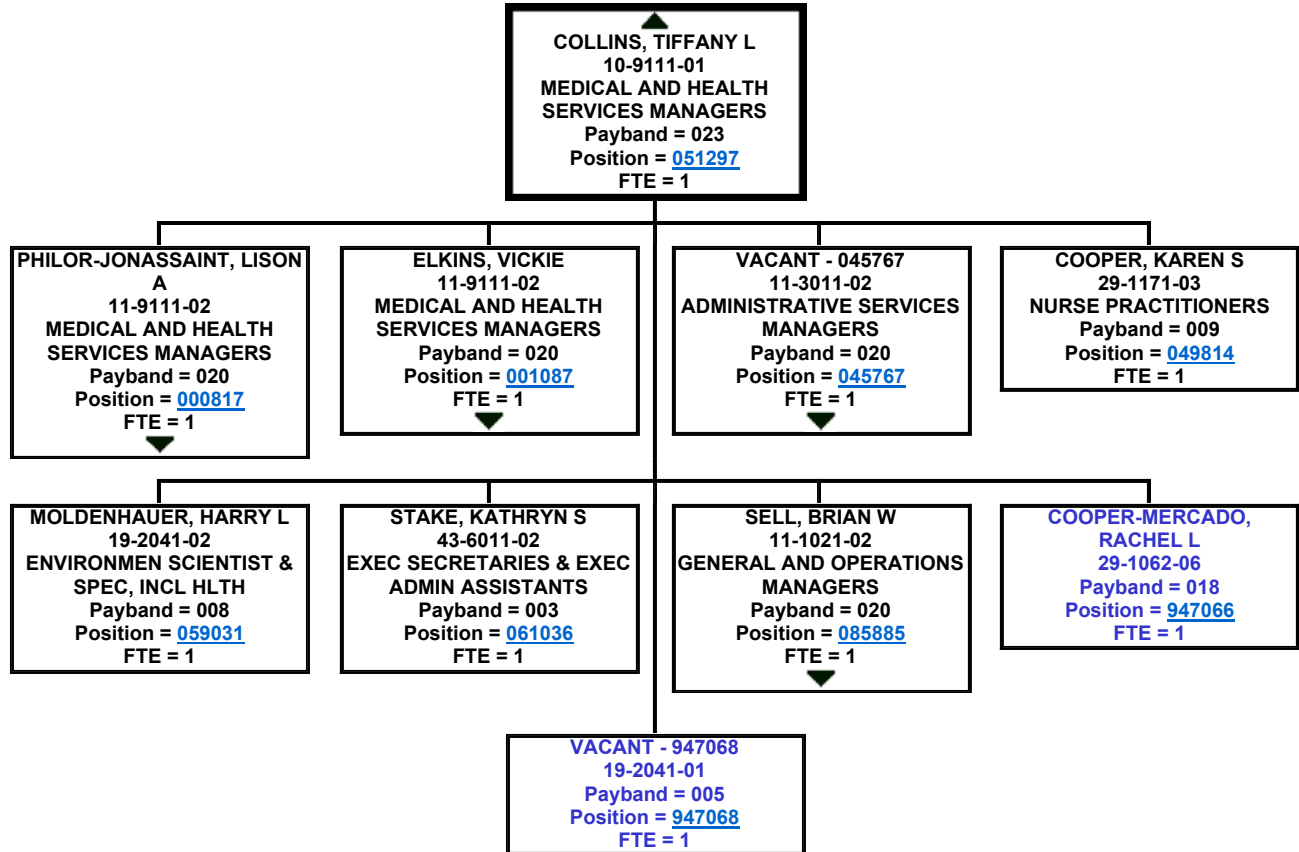 COLLINS, TIFFANY L
10-9111-01
MEDICAL AND HEALTH
SERVICES MANAGERS
Payband = 023
Position = 051297
FTE = 1
PHILOR-JONASSAINT, LISON
A
11-9111-02
MEDICAL AND HEALTH
SERVICES MANAGERS
Payband = 020
Position = 000817
FTE = 1
ELKINS, VICKIE
11-9111-02
MEDICAL AND HEALTH
SERVICES MANAGERS
Payband = 020
Position = 001087
FTE = 1
VACANT - 045767
11-3011-02
ADMINISTRATIVE SERVICES
MANAGERS
Payband = 020
Position = 045767
FTE = 1
COOPER, KAREN S
29-1171-03
NURSE PRACTITIONERS
Payband = 009
Position = 049814
FTE = 1
MOLDENHAUER, HARRY L
19-2041-02
ENVIRONMEN SCIENTIST &
SPEC, INCL HLTH
Payband = 008
Position = 059031
FTE = 1
STAKE, KATHRYN S
43-6011-02
EXEC SECRETARIES & EXEC
ADMIN ASSISTANTS
Payband = 003
Position = 061036
FTE = 1
SELL, BRIAN W
11-1021-02
GENERAL AND OPERATIONS
MANAGERS
Payband = 020
Position = 085885
FTE = 1
COOPER-MERCADO,
RACHEL L
29-1062-06
Payband = 018
Position = 947066
FTE = 1
VACANT - 947068
19-2041-01
Payband = 005
Position = 947068
FTE = 1